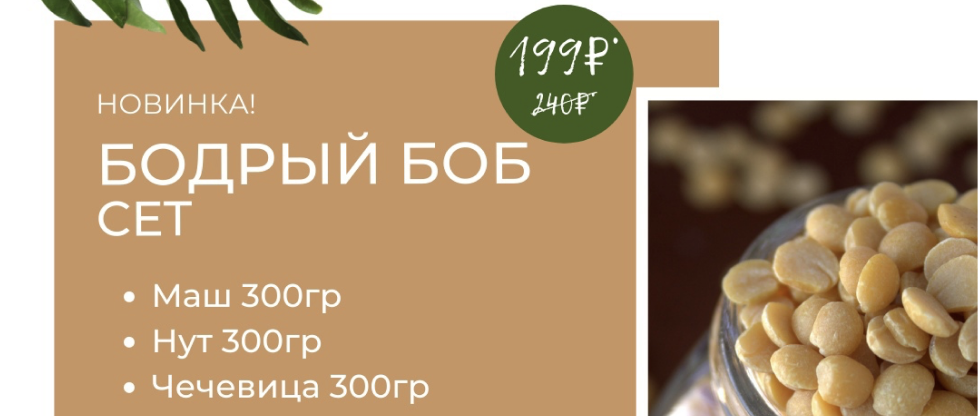 199₽*
240₽*
НОВИНКА!
БОДРЫЙ БОБ
СЕТ
• Маш 300гр
• Нут 300гр
• Чечевица 300гр